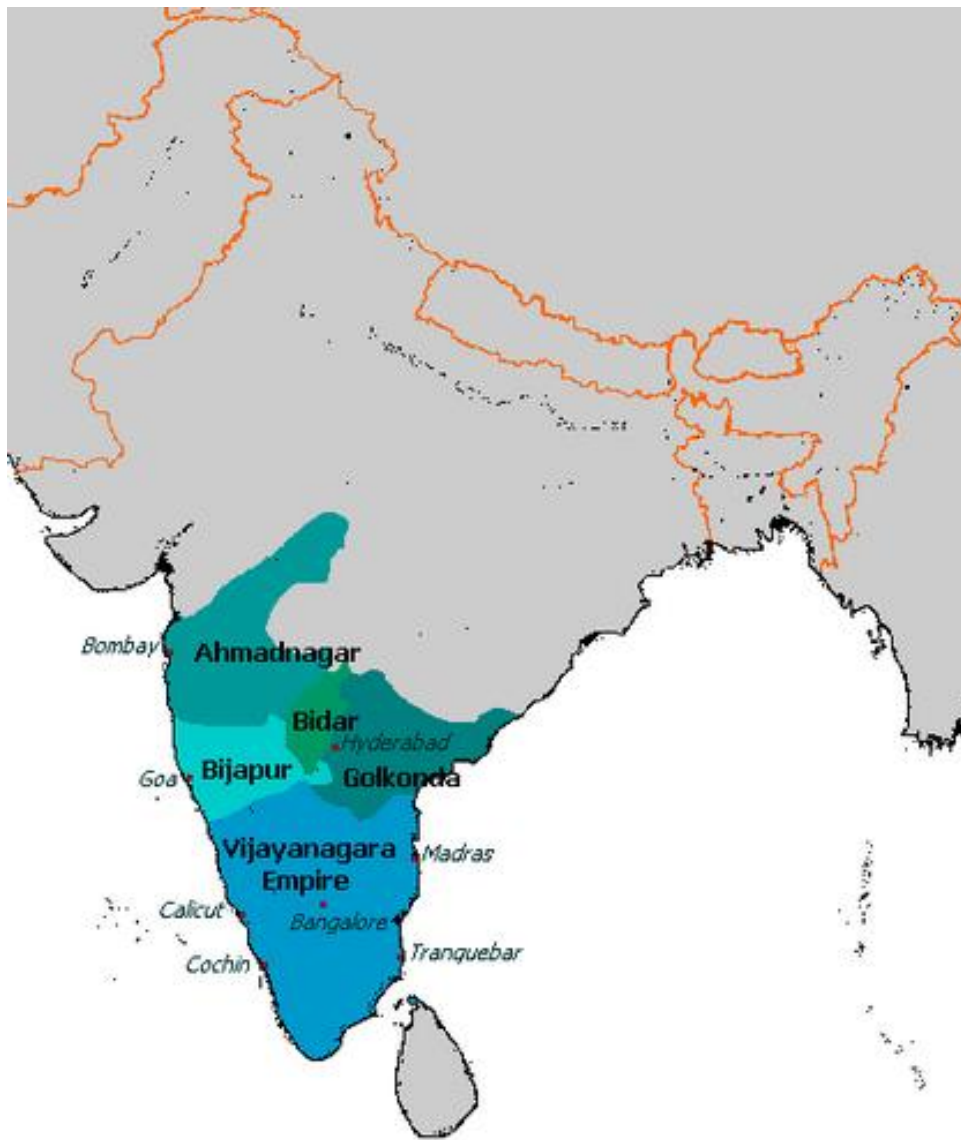 Bombay
Ahmadnagar
Bidar
Hyderabad
Goa
Bijapur
Golkonda
Vijayanagara
Empire
Madras
Calicut
Bangalore
Tranquebar
Cochin